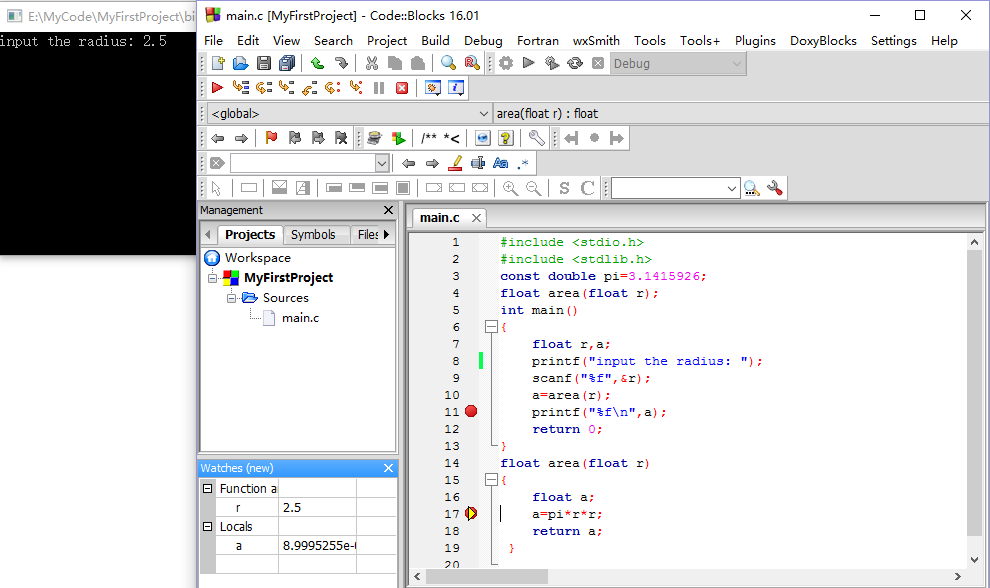 E:\MyCode\MyFirstProject\bi
input the radius: 2.5
main.c [MyFirstProject] - Code::Blocks 16.01
File Edit View Search Project Build Debug Fortran wxSmith Tools Tools+ Plugins DoxyBlocks Settings Help
Debug
<global> area(float r) : float
/** *<
Aa .*
S C
Management
Projects Symbols Files
Workspace
MyFirstProject
Sources
main.c
Watches (new)
Function a
r 2.5
Locals
a 8.9995255e-
main.c
1 #include <stdio.h>
2 #include <stdlib.h>
3 const double pi=3.1415926;
4 float area(float r);
5 int main()
6 {
7 float r,a;
8 printf("input the radius: ");
9 scanf("%f",&r);
10 a=area(r);
11 printf("%f\n",a);
12 return 0;
13 }
14 float area(float r)
15 {
16 float a;
17 a=pi*r*r;
18 return a;
19 }
20